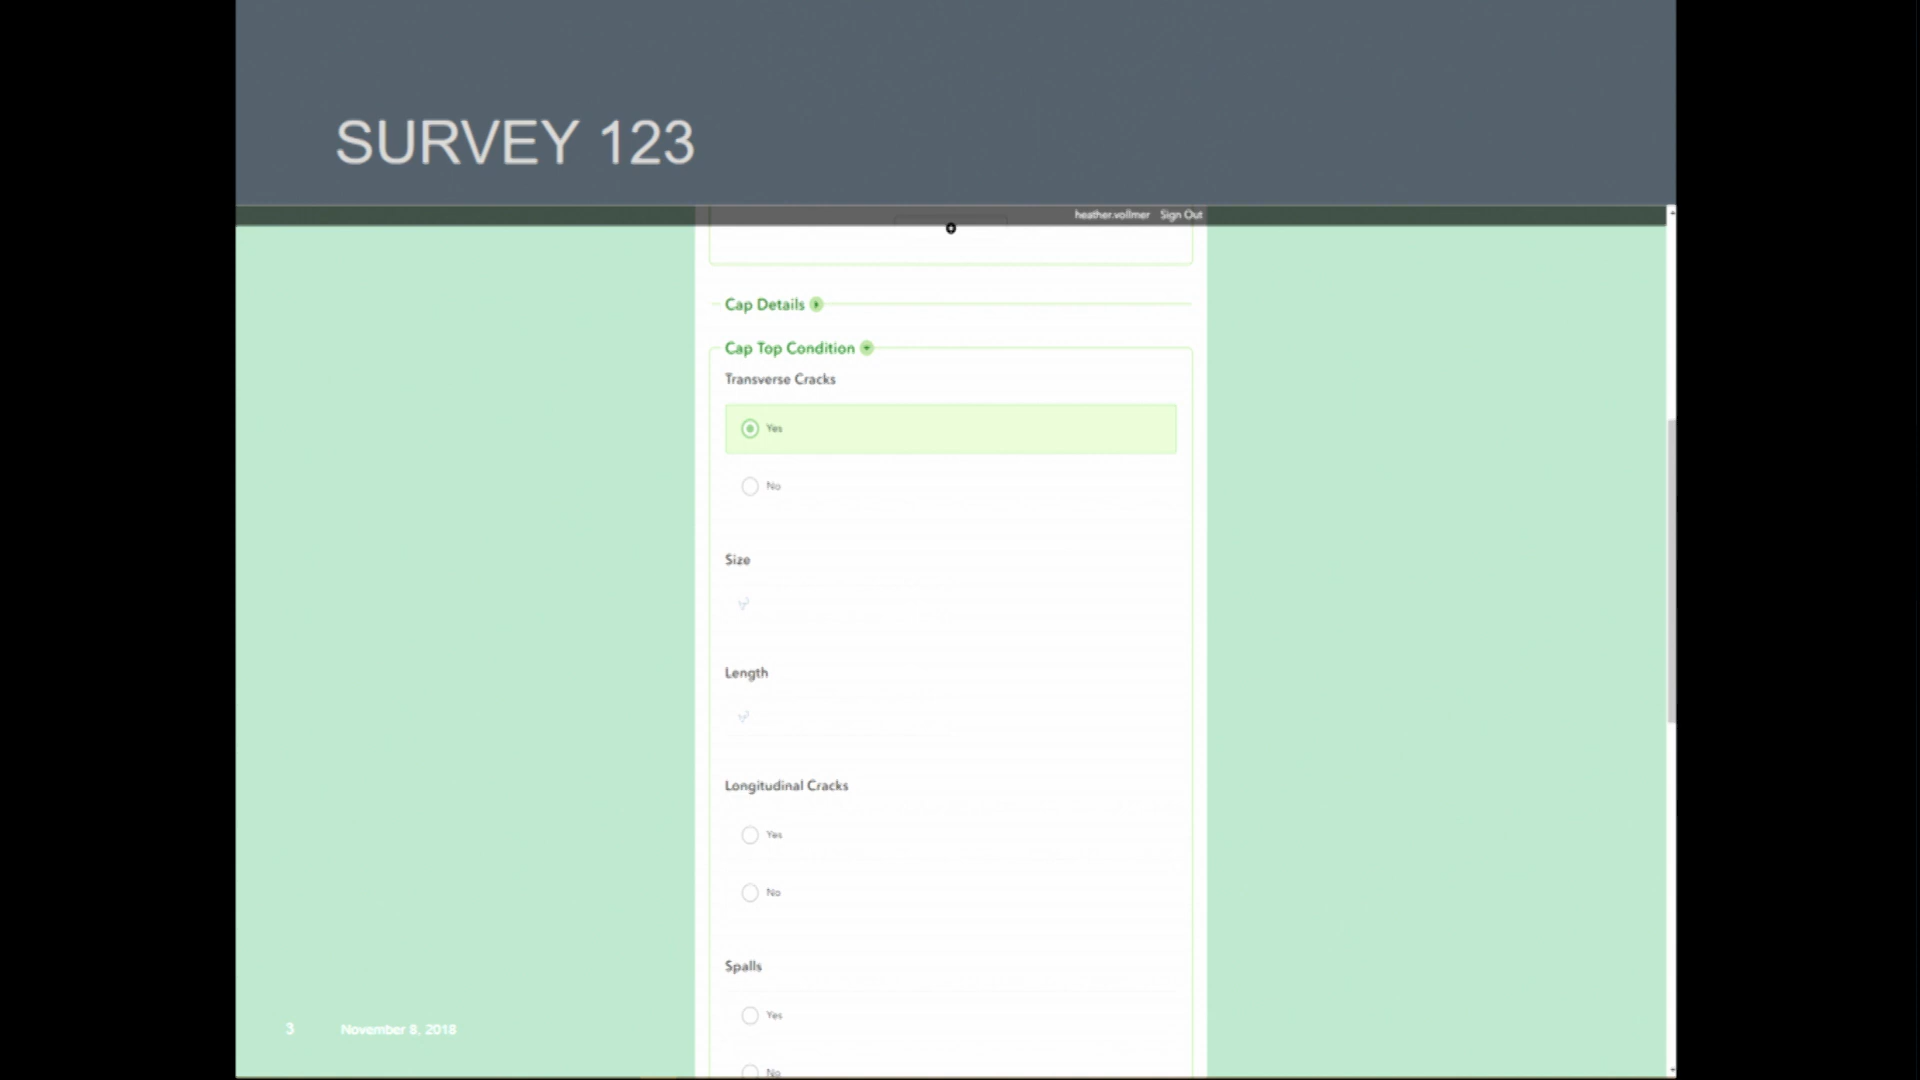 SURVEY 123
heather.vollmer Sign Out
Cap Details
Cap Top Condition
Transverse Cracks
Yes
No
Size
Length
Longitudinal Cracks
Yes
No
Spalls
Yes
No
3 November 8, 2018